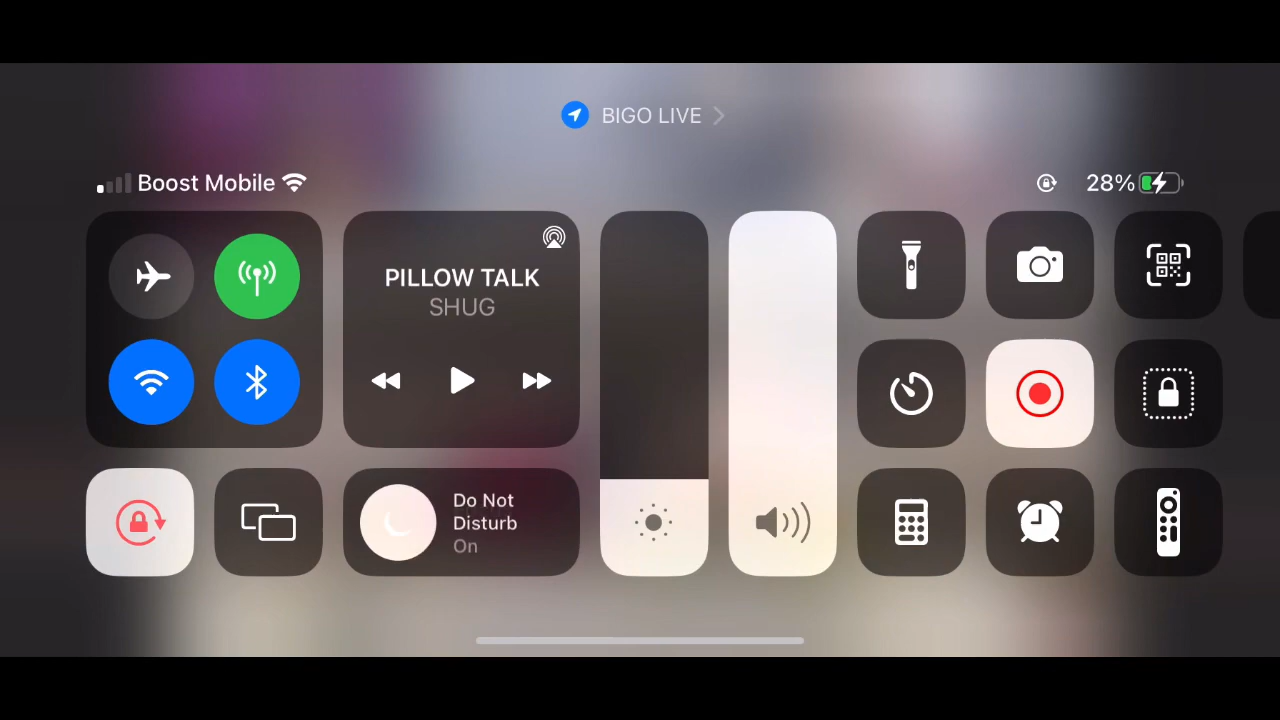 BIGO LIVE
Boost Mobile
28%
PILLOW TALK
SHUG
Do Not
Disturb
On